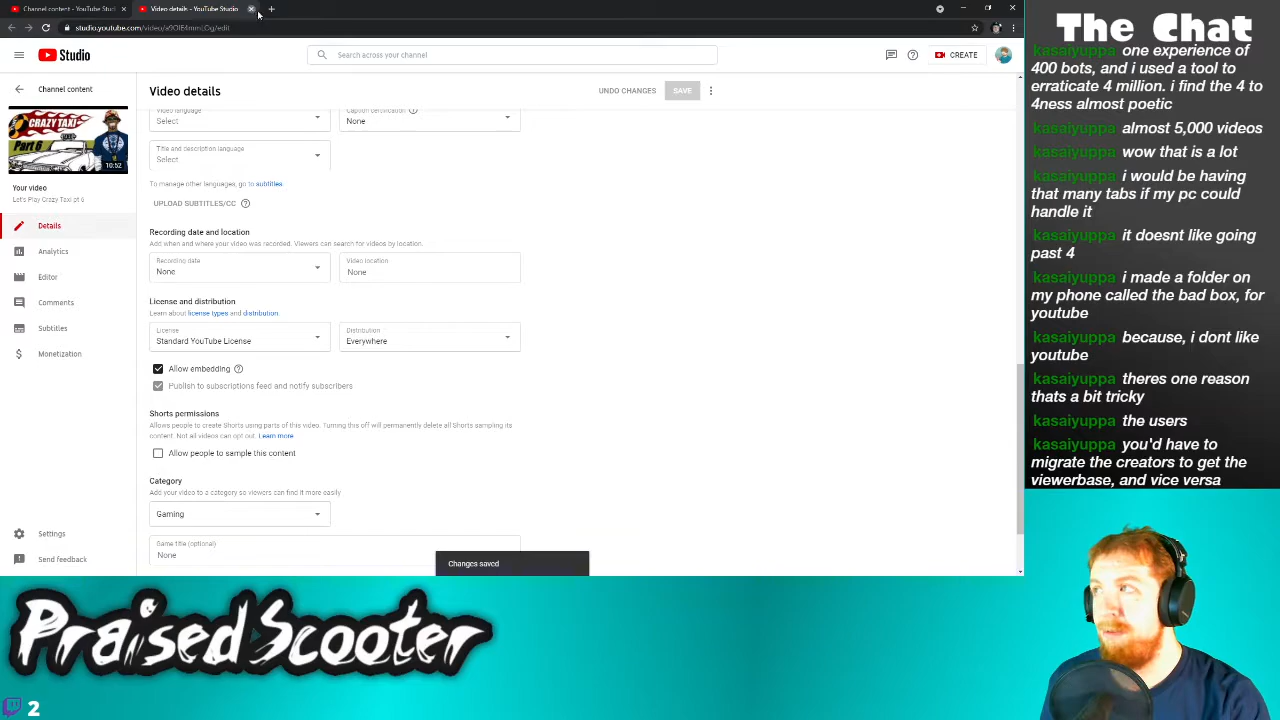 Channel content - YouTube Stud
Video details - YouTube Studio
Studio
Search across your channel
CREATE
Channel content
Video details
UNDO CHANGES
SAVE
CRAZY TAXI
Part 6
10:52
Your video
Let's Play Crazy Taxi pt 6
Details
Analytics
Editor
Comments
Subtitles
Monetization
Settings
Send feedback
Video language
Select
Caption certification
None
Title and description language
Select
To manage other languages, go to subtitles.
UPLOAD SUBTITLES/CC
Recording date and location
Add when and where your video was recorded. Viewers can search for videos by location.
Recording date
None
Video location
None
License and distribution
Learn about license types and distribution.
License
Standard YouTube License
Distribution
Everywhere
Allow embedding
Publish to subscriptions feed and notify subscribers
Shorts permissions
Allows people to create Shorts using parts of this video. Turning this off will permanently delete all Shorts sampling its
content. Not all videos can opt out. Learn more
Allow people to sample this content
Category
Add your video to a category so viewers can find it more easily
Gaming
Game title (optional)
None
Changes saved
The Chat
kasaiyuppa one experience of
400 bots, and i used a tool to
erraticate 4 million. i find the 4 to
4ness almost poetic
kasaiyuppa almost 5,000 videos
kasaiyuppa wow that is a lot
kasaiyuppa i would be having
that many tabs if my pc could
handle it
kasaiyuppa it doesnt like going
past 4
kasaiyuppa i made a folder on
my phone called the bad box, for
youtube
kasaiyuppa because, i dont like
youtube
kasaiyuppa theres one reason
thats a bit tricky
kasaiyuppa the users
kasaiyuppa you'd have to
migrate the creators to get the
viewerbase, and vice versa
PraisedScooter
2